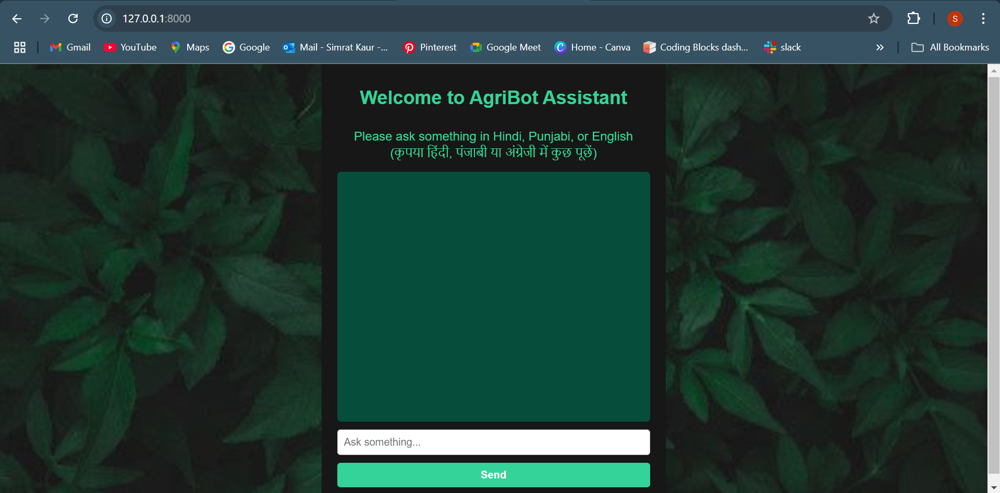 127.0.0.1:8000
S
Gmail
YouTube
Maps
Google
Mail - Simrat Kaur -...
Pinterest
Google Meet
Home - Canva
Coding Blocks dash...
slack
All Bookmarks
Welcome to AgriBot Assistant
Please ask something in Hindi, Punjabi, or English
(कृपया हिंदी, पंजाबी या अंग्रेजी में कुछ पूछें)
Ask something...
Send